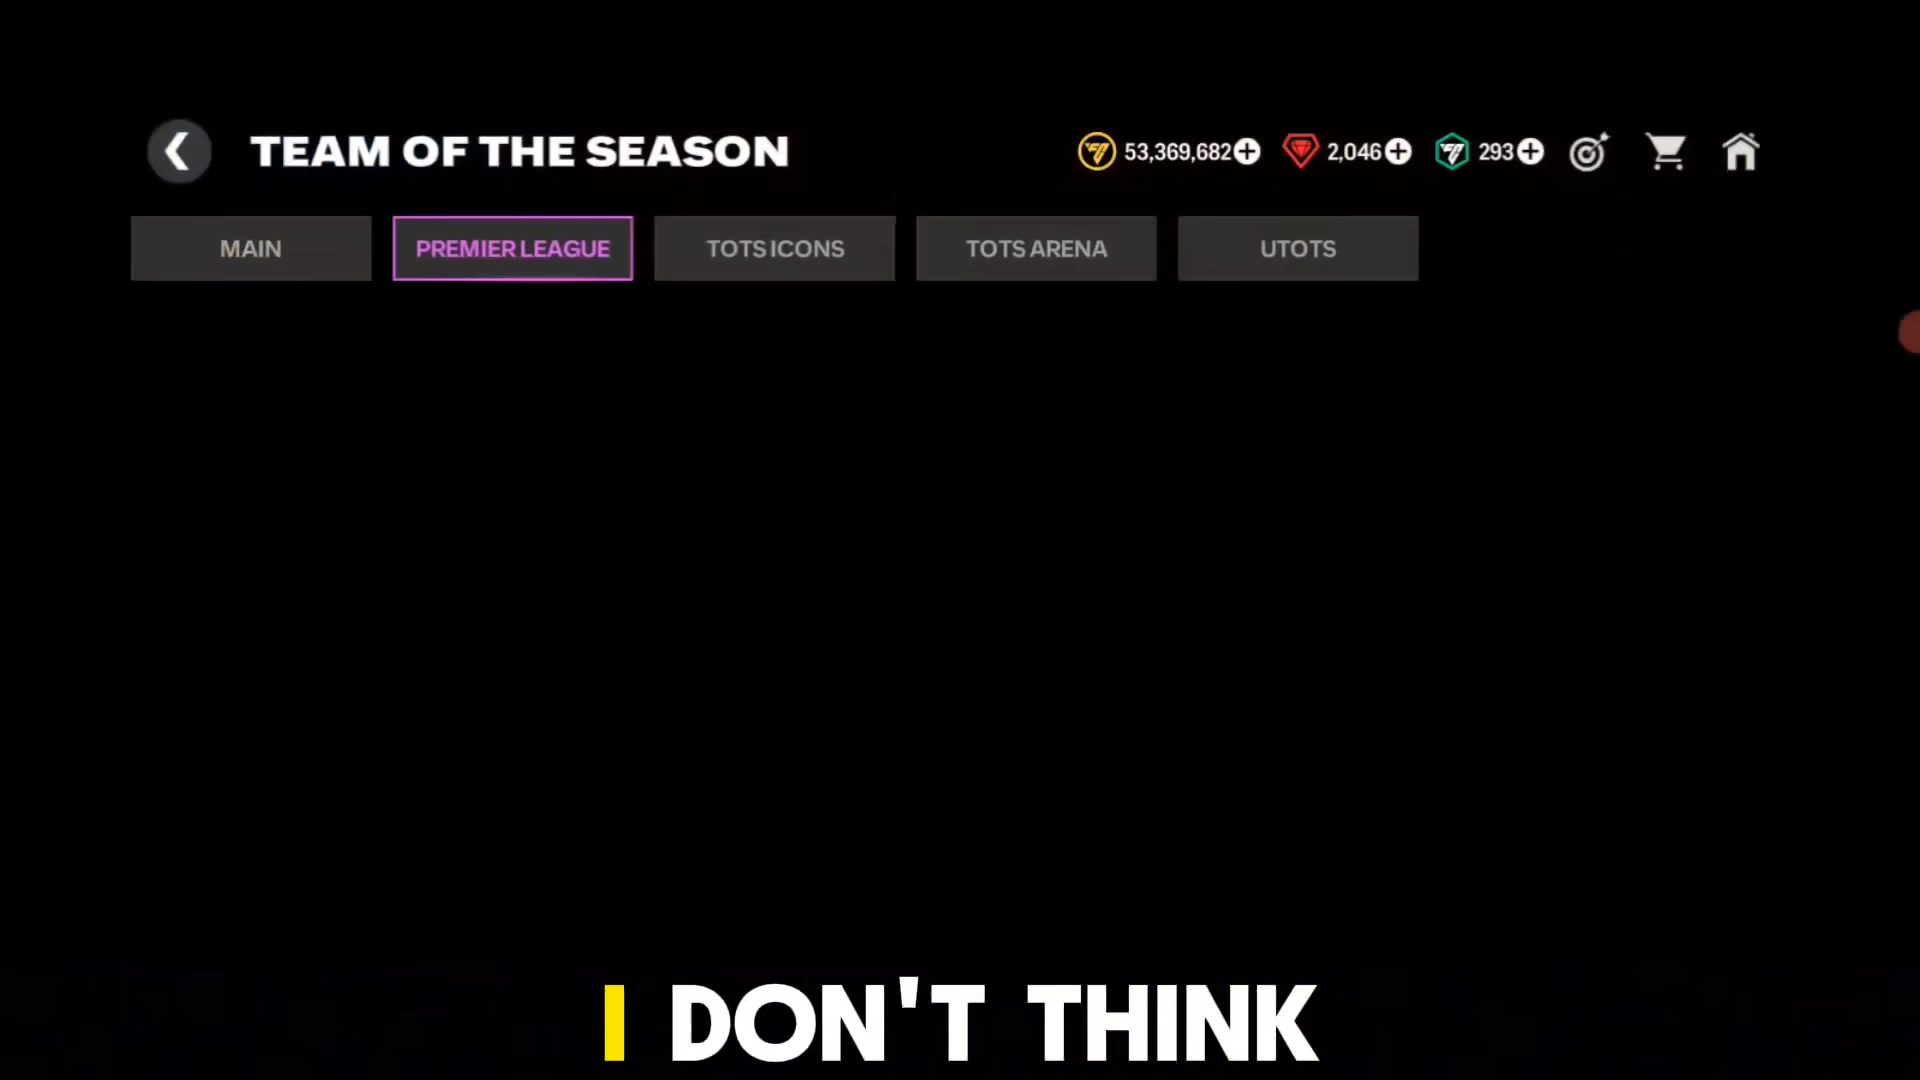 TEAM OF THE SEASON
53,369,682
2,046
293
MAIN
PREMIER LEAGUE
TOTS ICONS
TOTS ARENA
UTOTS
I DON'T THINK